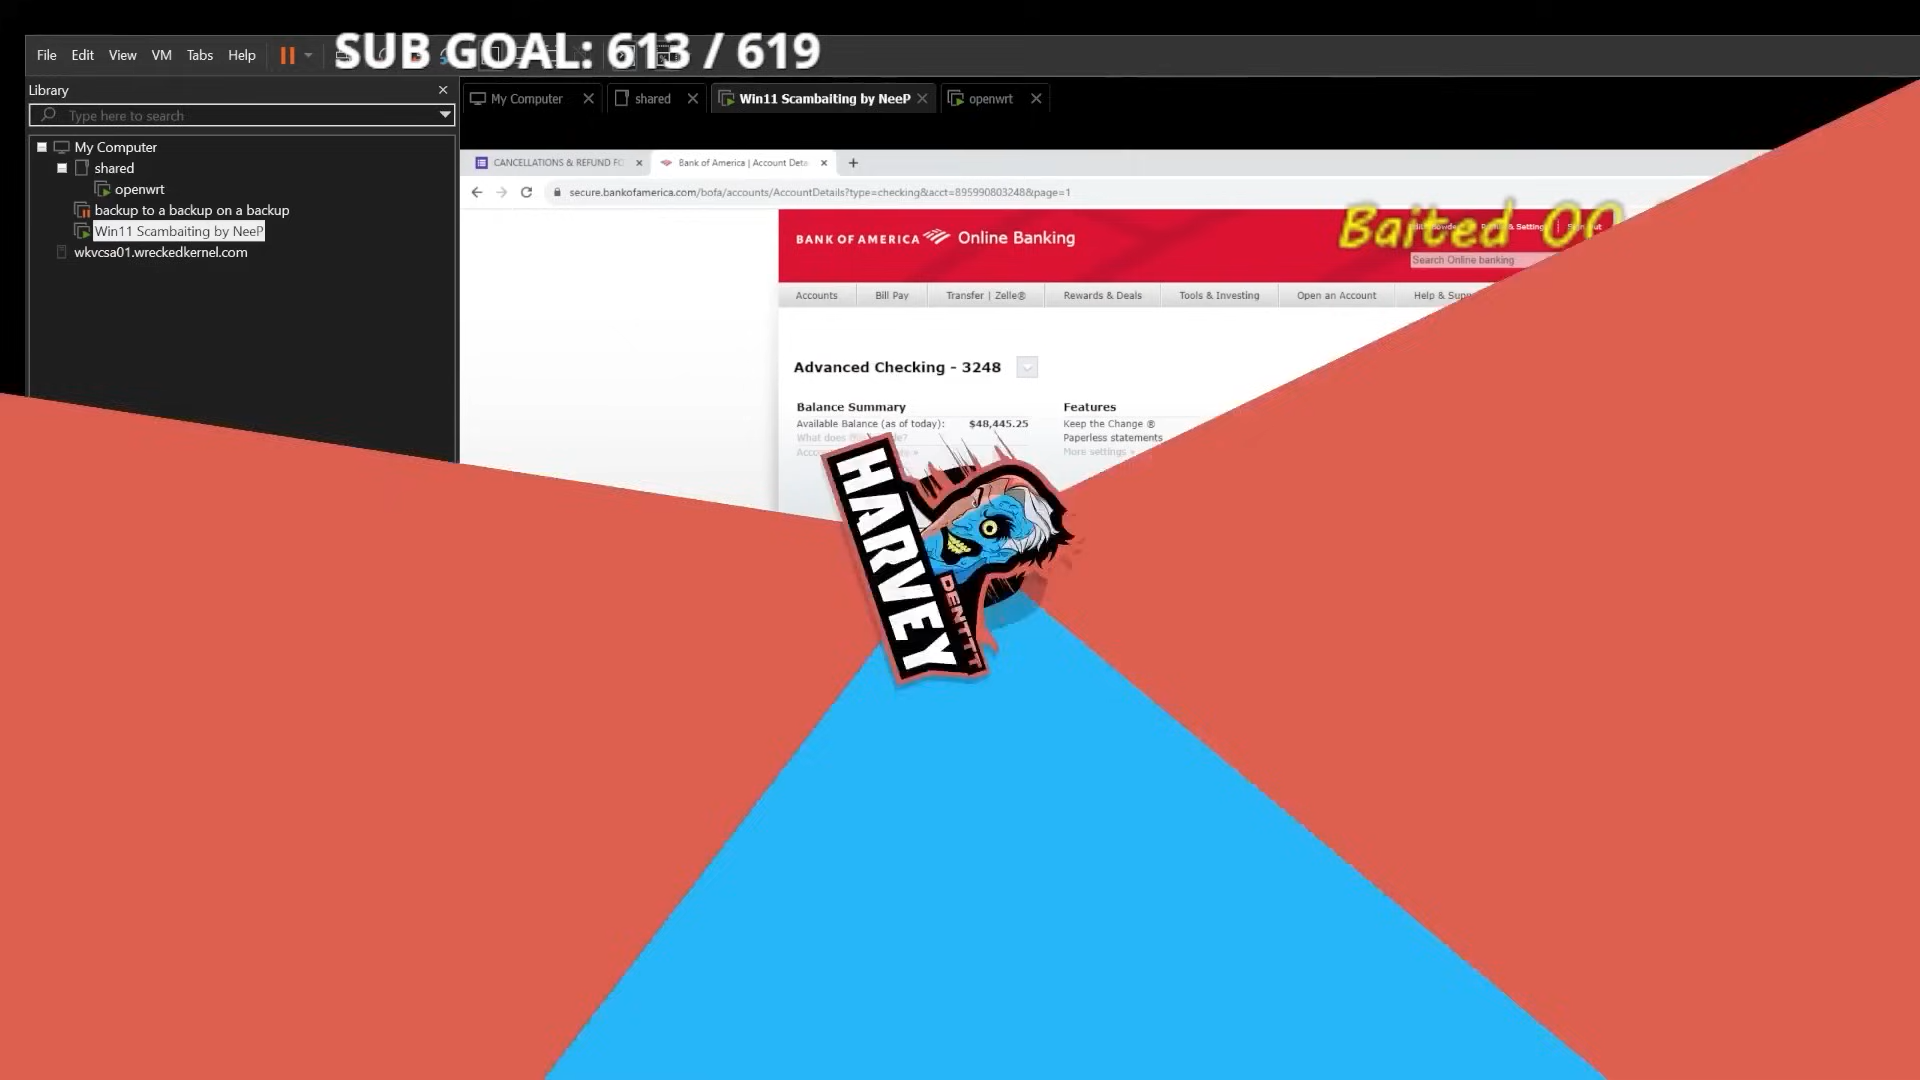 SUB GOAL: 613 / 619
File Edit View VM Tabs Help
Library
Type here to search
My Computer
shared
openwrt
backup to a backup on a backup
Win11 Scambaiting by NeeP
wkvcsa01.wreckedkernel.com
My Computer shared Win11 Scambaiting by NeeP openwrt
CANCELLATIONS & REFUND FO Bank of America | Account Deta
secure.bankofamerica.com/bofa/accounts/AccountDetails?type=checking&acct=895990803248&page=1
Baited
BANK OF AMERICA Online Banking
Search Online banking
Accounts Bill Pay Transfer | Zelle® Rewards & Deals Tools & Investing Open an Account Help & Supp
Advanced Checking - 3248
Balance Summary Features
Available Balance (as of today): $48,445.25 Keep the Change ®
Paperless statements
More settings »
HARVEY
DENTTT